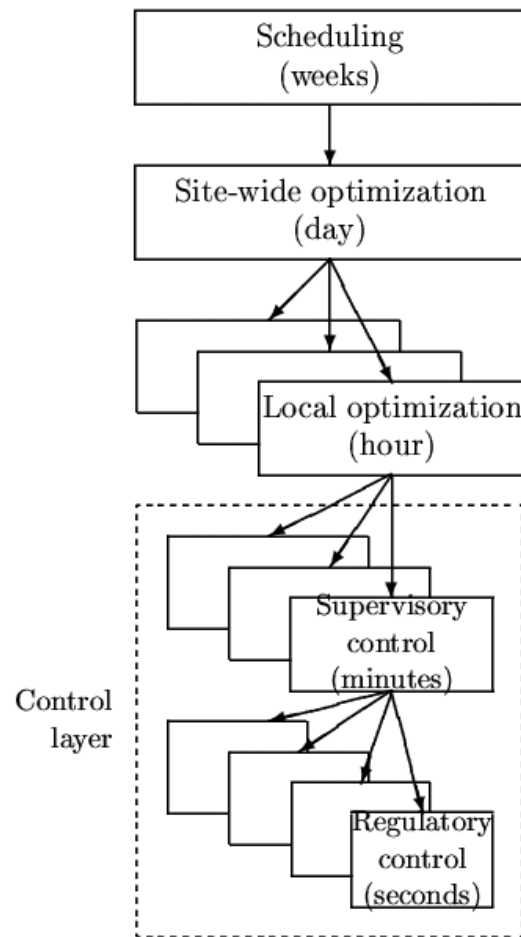 Scheduling
(weeks)
Site-wide optimization
(day)
Local optimization
(hour)
Supervisory
control
(minutes)
Control
layer
Regulatory
control
(seconds)